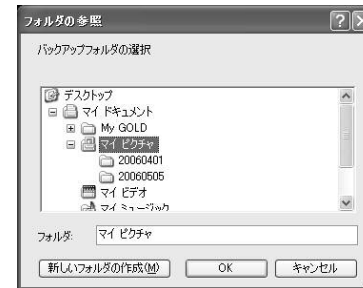 フォルダの参照
バックアップフォルダの選択
デスクトップ
マイ ドキュメント
My GOLD
マイ ピクチャ
20060401
20060505
マイ ビデオ
マイ ミュージック
フォルダ: マイ ピクチャ
新しいフォルダの作成(M) OK キャンセル